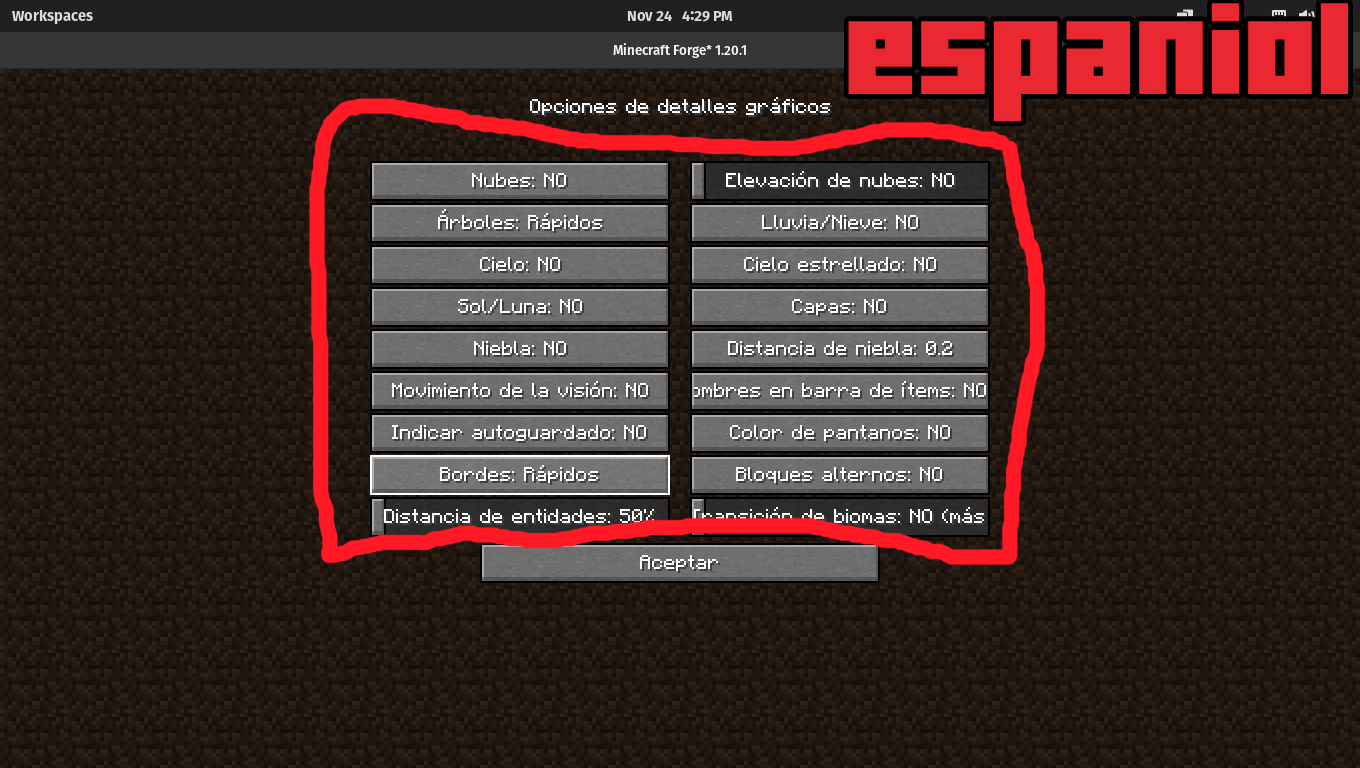 Workspaces
Nov 24 4:29 PM
espaniol
Minecraft Forge* 1.20.1
Opciones de detalles gráficos
Nubes: NO
Elevación de nubes: NO
Árboles: Rápidos
Lluvia/Nieve: NO
Cielo: NO
Cielo estrellado: NO
Sol/Luna: NO
Capas: NO
Niebla: NO
Distancia de niebla: 0.2
Movimiento de la visión: NO
ombres en barra de ítems: NO
Indicar autoguardado: NO
Color de pantanos: NO
Bordes: Rápidos
Bloques alternos: NO
Distancia de entidades: 50%
Transición de biomas: NO (más
Aceptar